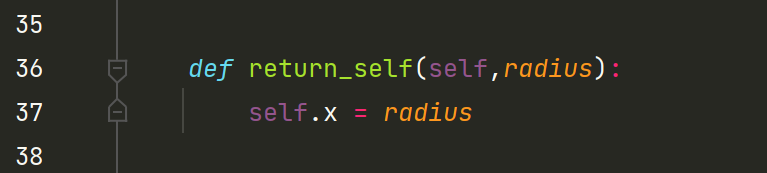 35
36 def return_self(self,radius):
37 self.x = radius
38